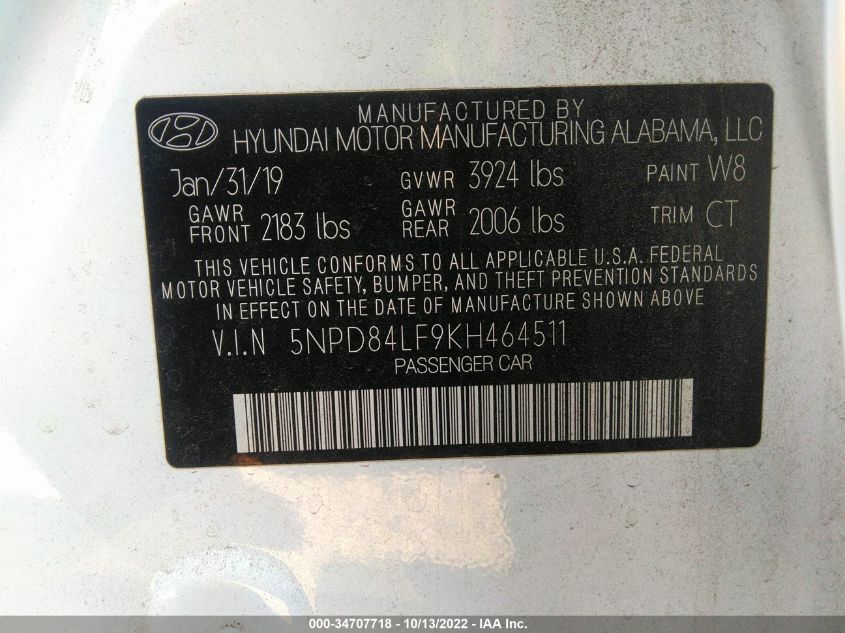 MANUFACTURED BY
HYUNDAI MOTOR MANUFACTURING ALABAMA, LLC
Jan/31/19 GVWR 3924 lbs PAINT W8
GAWR FRONT 2183 lbs GAWR REAR 2006 lbs TRIM CT
THIS VEHICLE CONFORMS TO ALL APPLICABLE U.S.A. FEDERAL
MOTOR VEHICLE SAFETY, BUMPER, AND THEFT PREVENTION STANDARDS
IN EFFECT ON THE DATE OF MANUFACTURE SHOWN ABOVE
V.I.N 5NPD84LF9KH464511
PASSENGER CAR
000-34707718 - 10/13/2022 - IAA Inc.